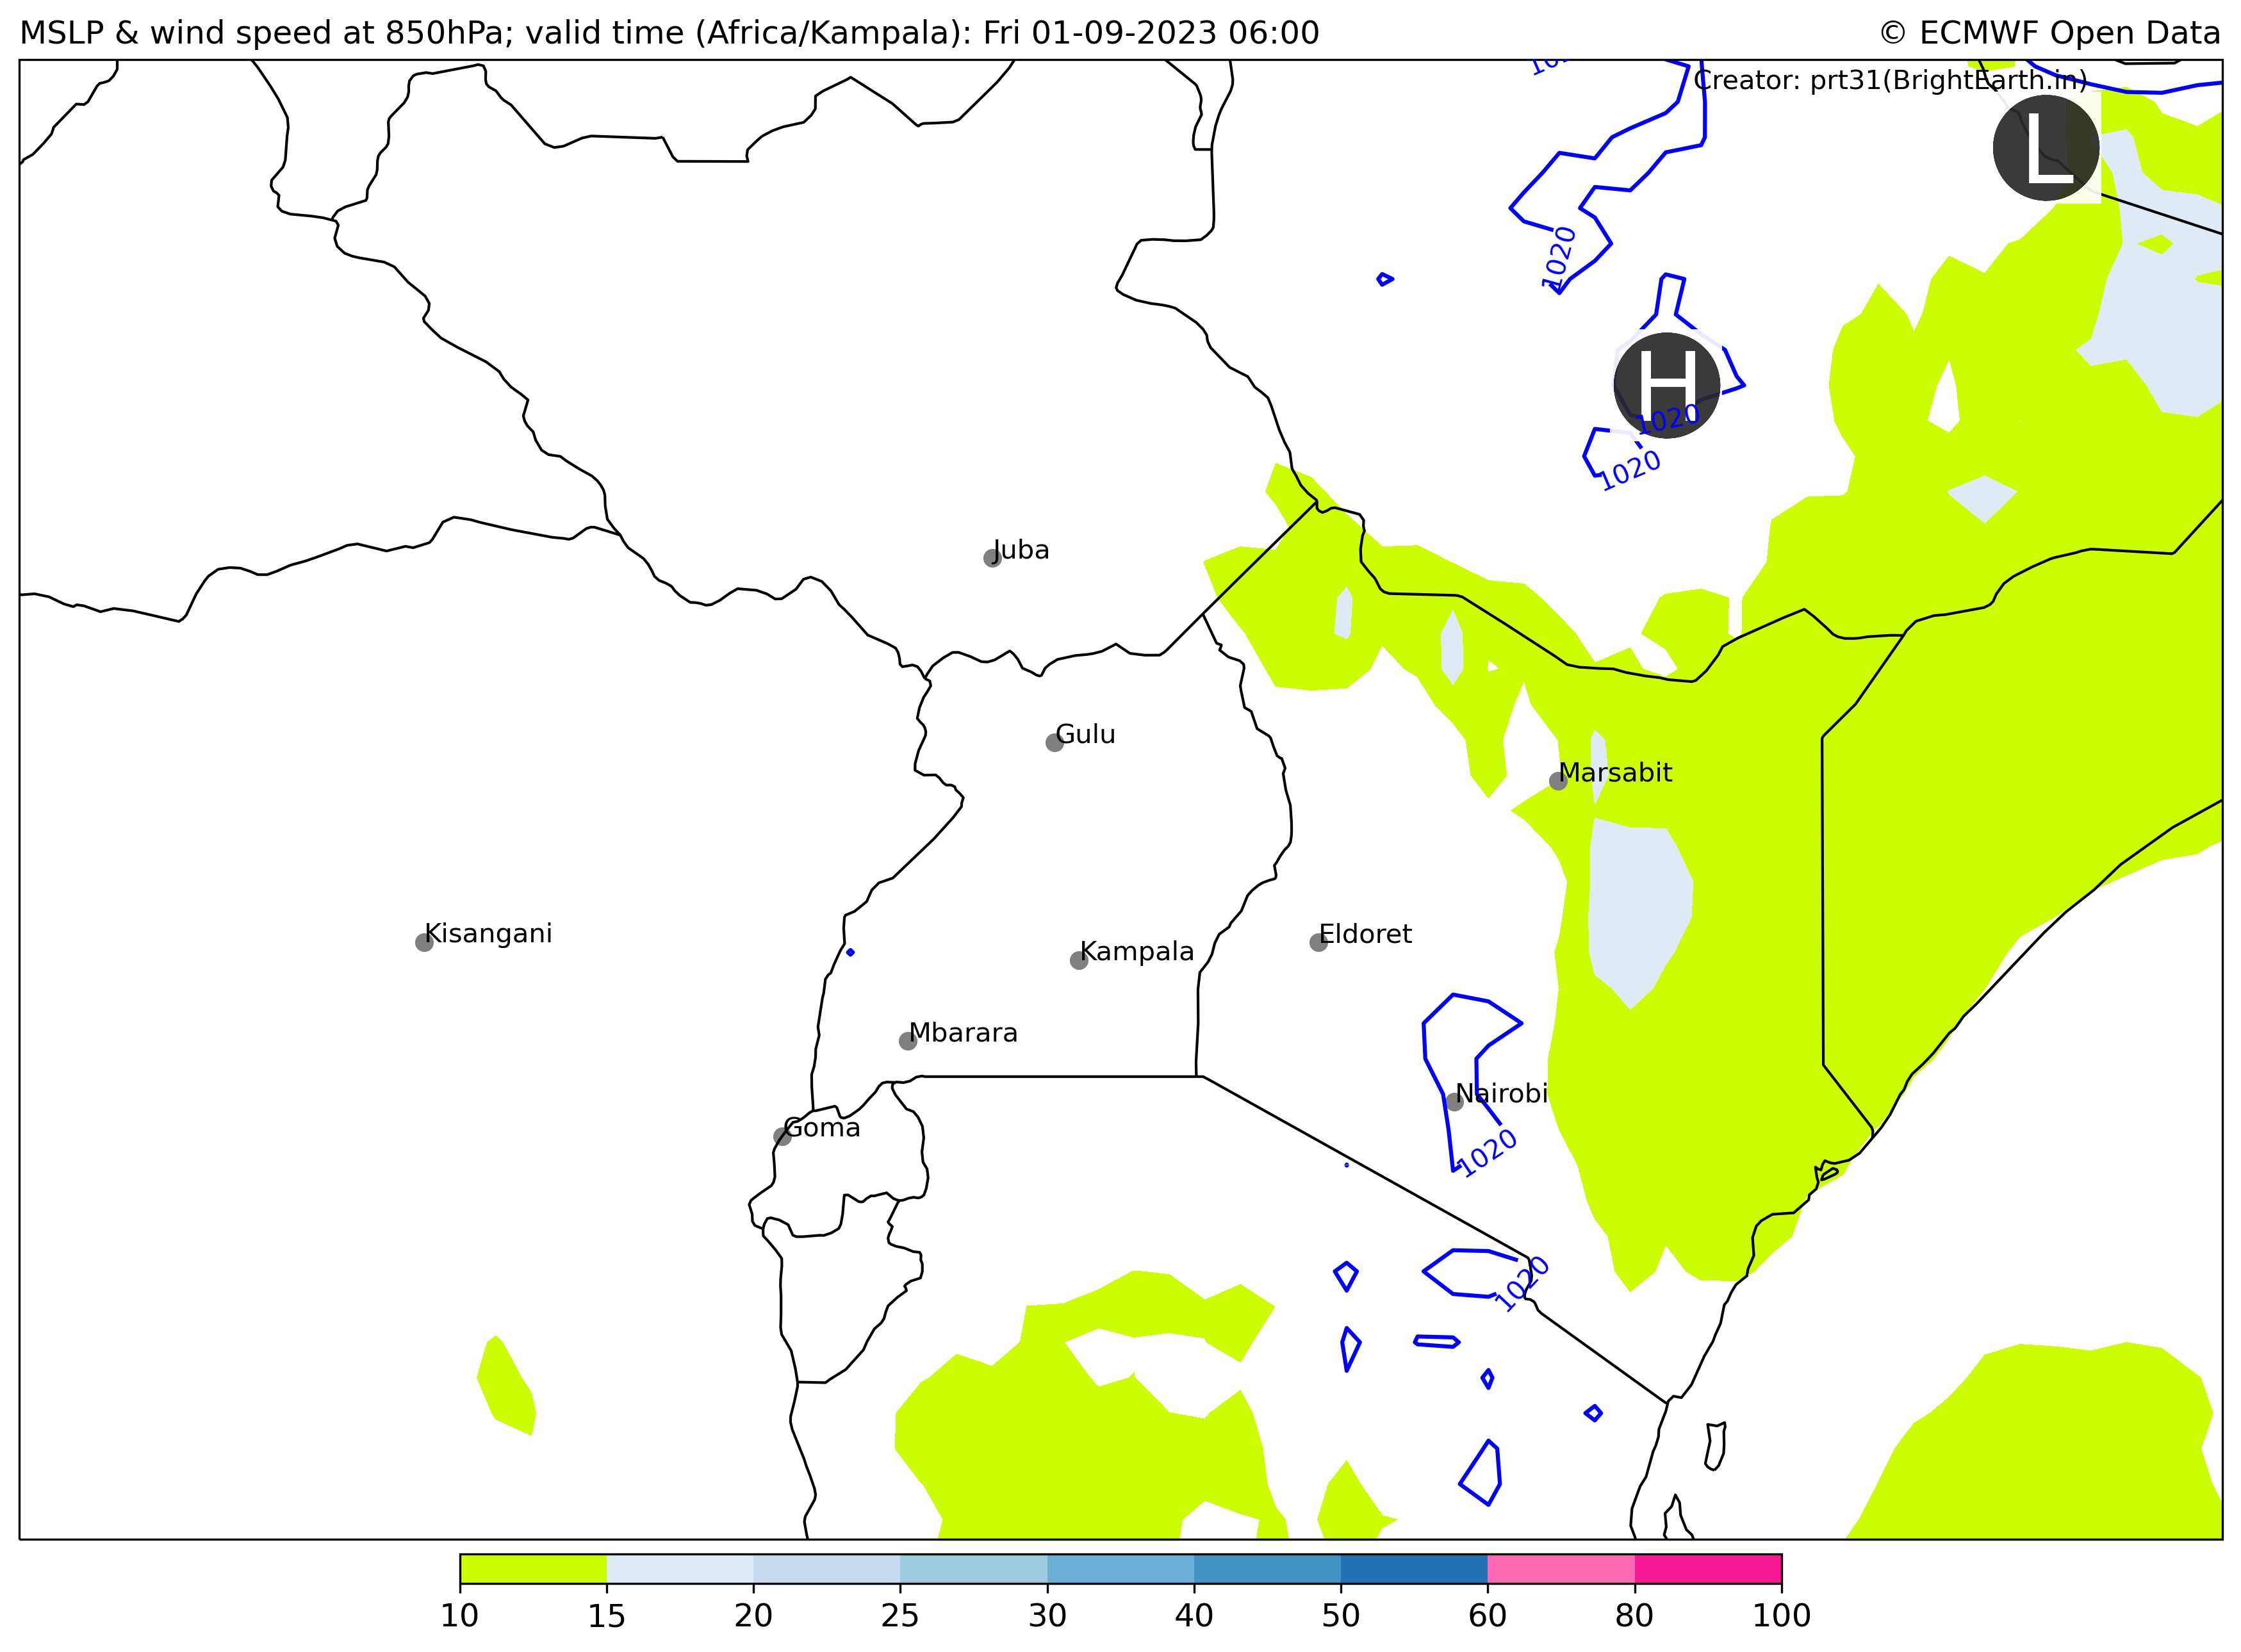 MSLP & wind speed at 850hPa; valid time (Africa/Kampala): Fri 01-09-2023 06:00
© ECMWF Open Data
Creator: prt31(BrightEarth.in)
L
1020
H
1020
1020
Juba
Gulu
Marsabit
Kisangani
Eldoret
Kampala
Mbarara
Nairobi
Goma
1020
1020
10 15 20 25 30 40 50 60 80 100